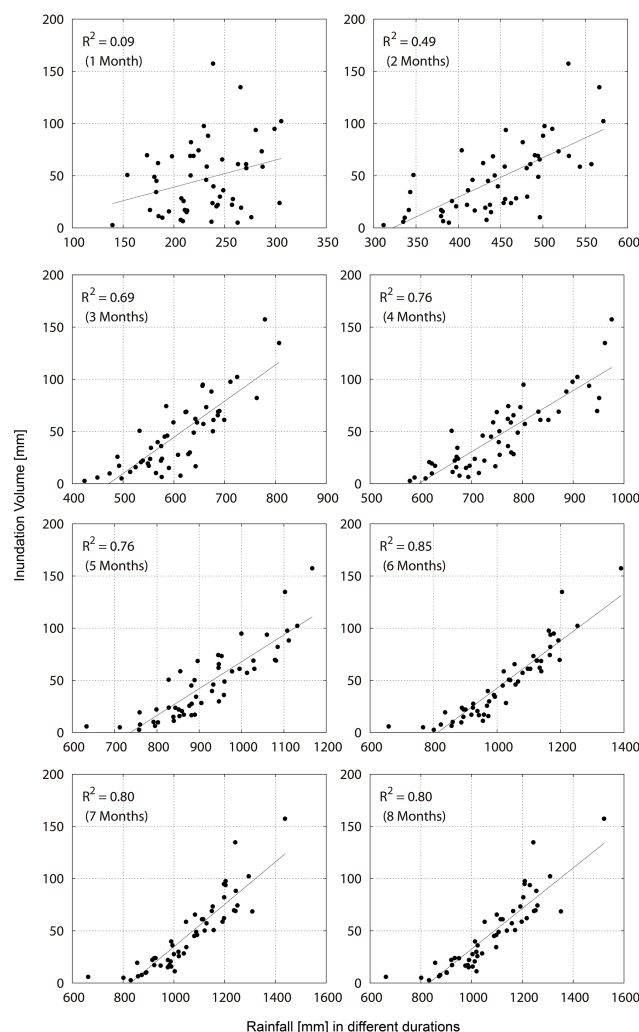 200
R² = 0.09
(1 Month)
150
100
50
0
100 150 200 250 300 350
200
R² = 0.49
(2 Months)
150
100
50
0
300 350 400 450 500 550 600
200
R² = 0.69
(3 Months)
150
100
50
0
400 500 600 700 800 900
200
R² = 0.76
(4 Months)
150
100
50
0
500 600 700 800 900 1000
Inundation Volume [mm]
200
R² = 0.76
(5 Months)
150
100
50
0
600 700 800 900 1000 1100 1200
200
R² = 0.85
(6 Months)
150
100
50
0
600 800 1000 1200 1400
200
R² = 0.80
(7 Months)
150
100
50
0
600 800 1000 1200 1400 1600
200
R² = 0.80
(8 Months)
150
100
50
0
600 800 1000 1200 1400 1600
Rainfall [mm] in different durations